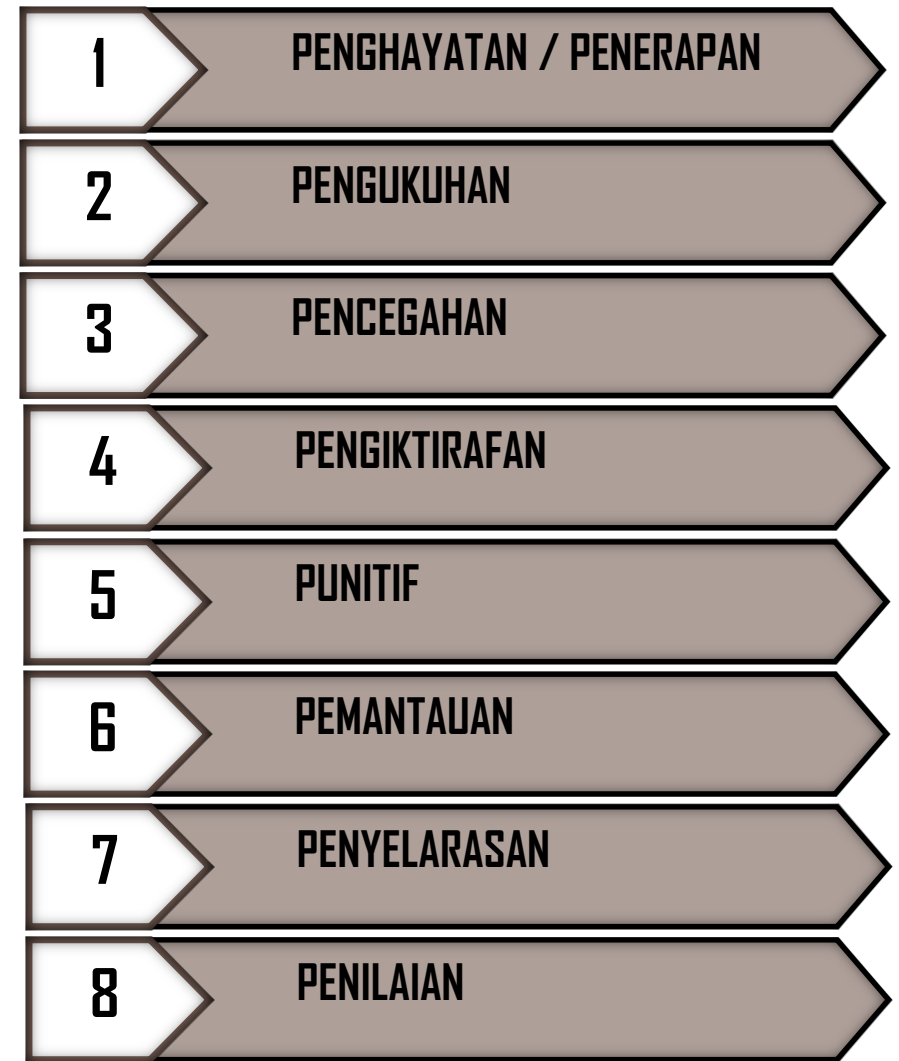 1 PENGHAYATAN / PENERAPAN
2 PENGUKUHAN
3 PENCEGAHAN
4 PENGIKTIRAFAN
5 PUNITIF
6 PEMANTAUAN
7 PENYELARASAN
8 PENILAIAN